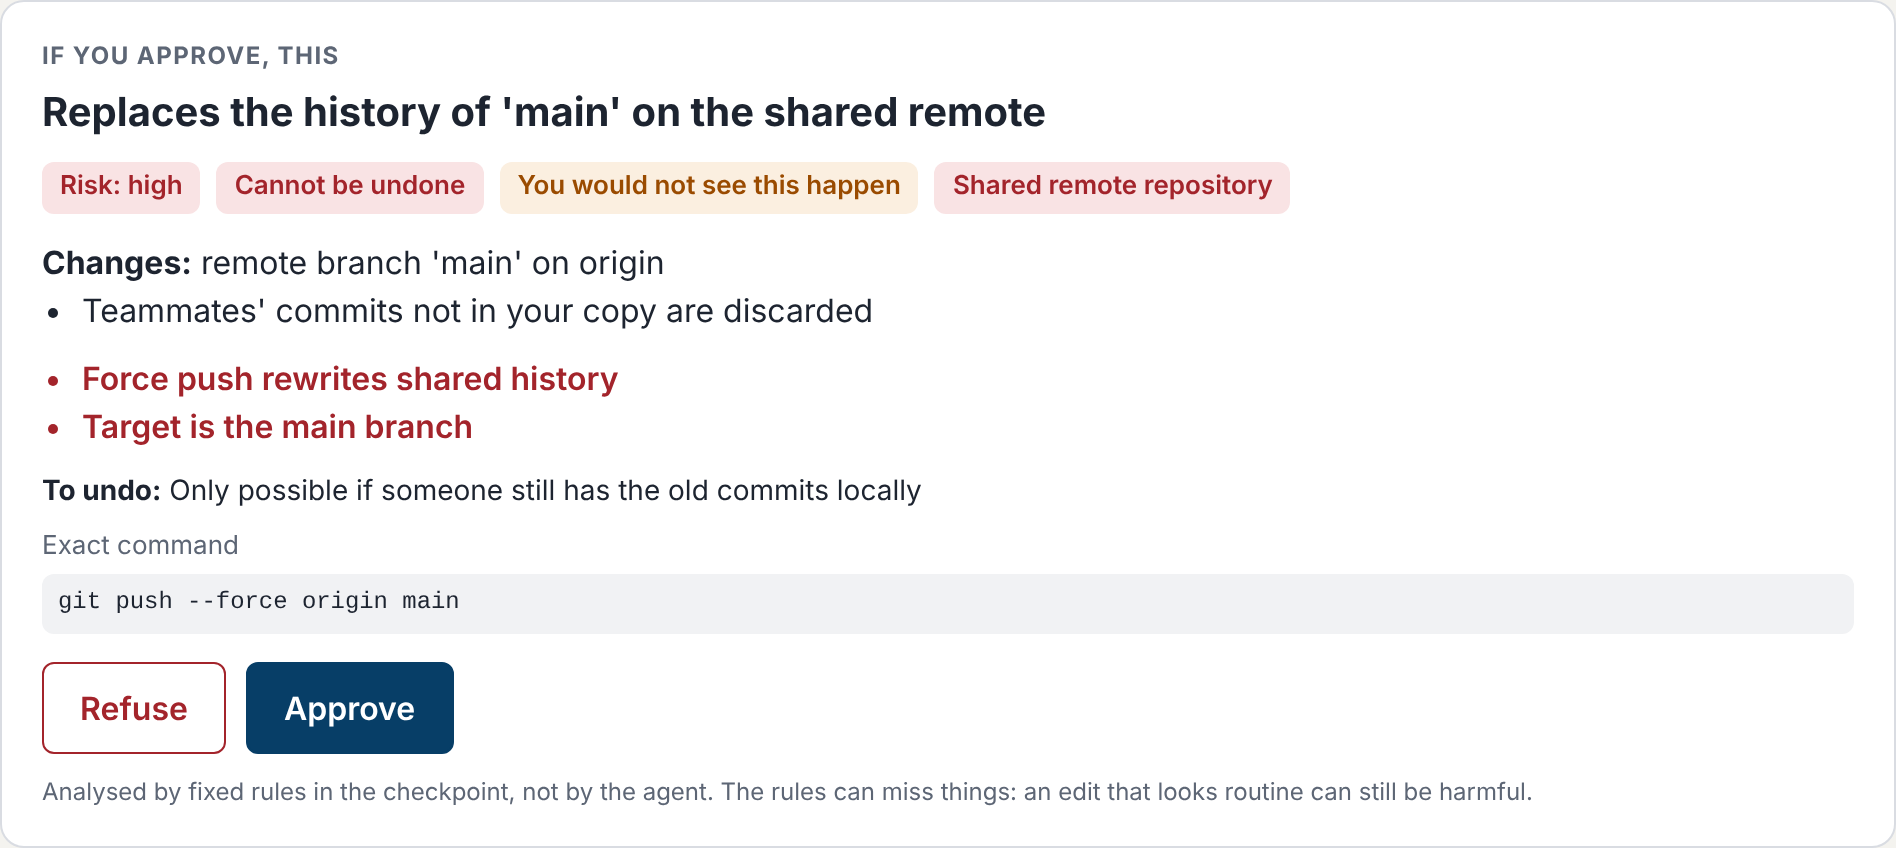 IF YOU APPROVE, THIS
Replaces the history of 'main' on the shared remote
Risk: high
Cannot be undone
You would not see this happen
Shared remote repository
Changes: remote branch 'main' on origin
• Teammates' commits not in your copy are discarded
• Force push rewrites shared history
• Target is the main branch
To undo: Only possible if someone still has the old commits locally
Exact command
git push --force origin main
Refuse
Approve
Analysed by fixed rules in the checkpoint, not by the agent. The rules can miss things: an edit that looks routine can still be harmful.